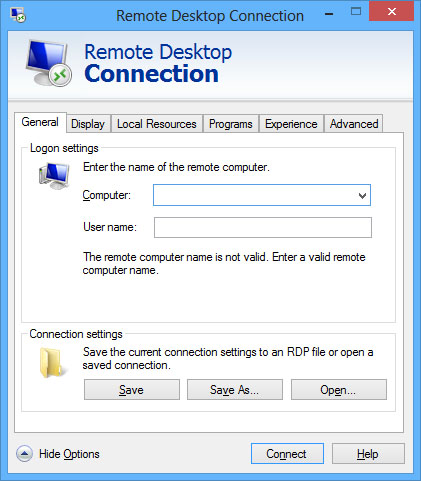 Remote Desktop Connection
Remote Desktop
Connection
General Display Local Resources Programs Experience Advanced
Logon settings
Enter the name of the remote computer.
Computer:
User name:
The remote computer name is not valid. Enter a valid remote
computer name.
Connection settings
Save the current connection settings to an RDP file or open a
saved connection.
Save Save As... Open...
Hide Options Connect Help